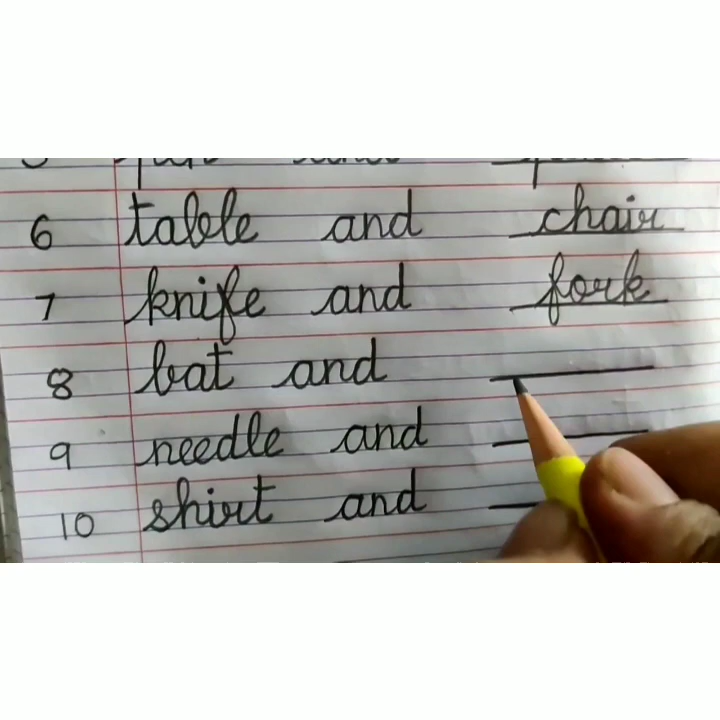 6 table and chair
7 knife and fork
8 bat and
9 needle and
10 shirt and